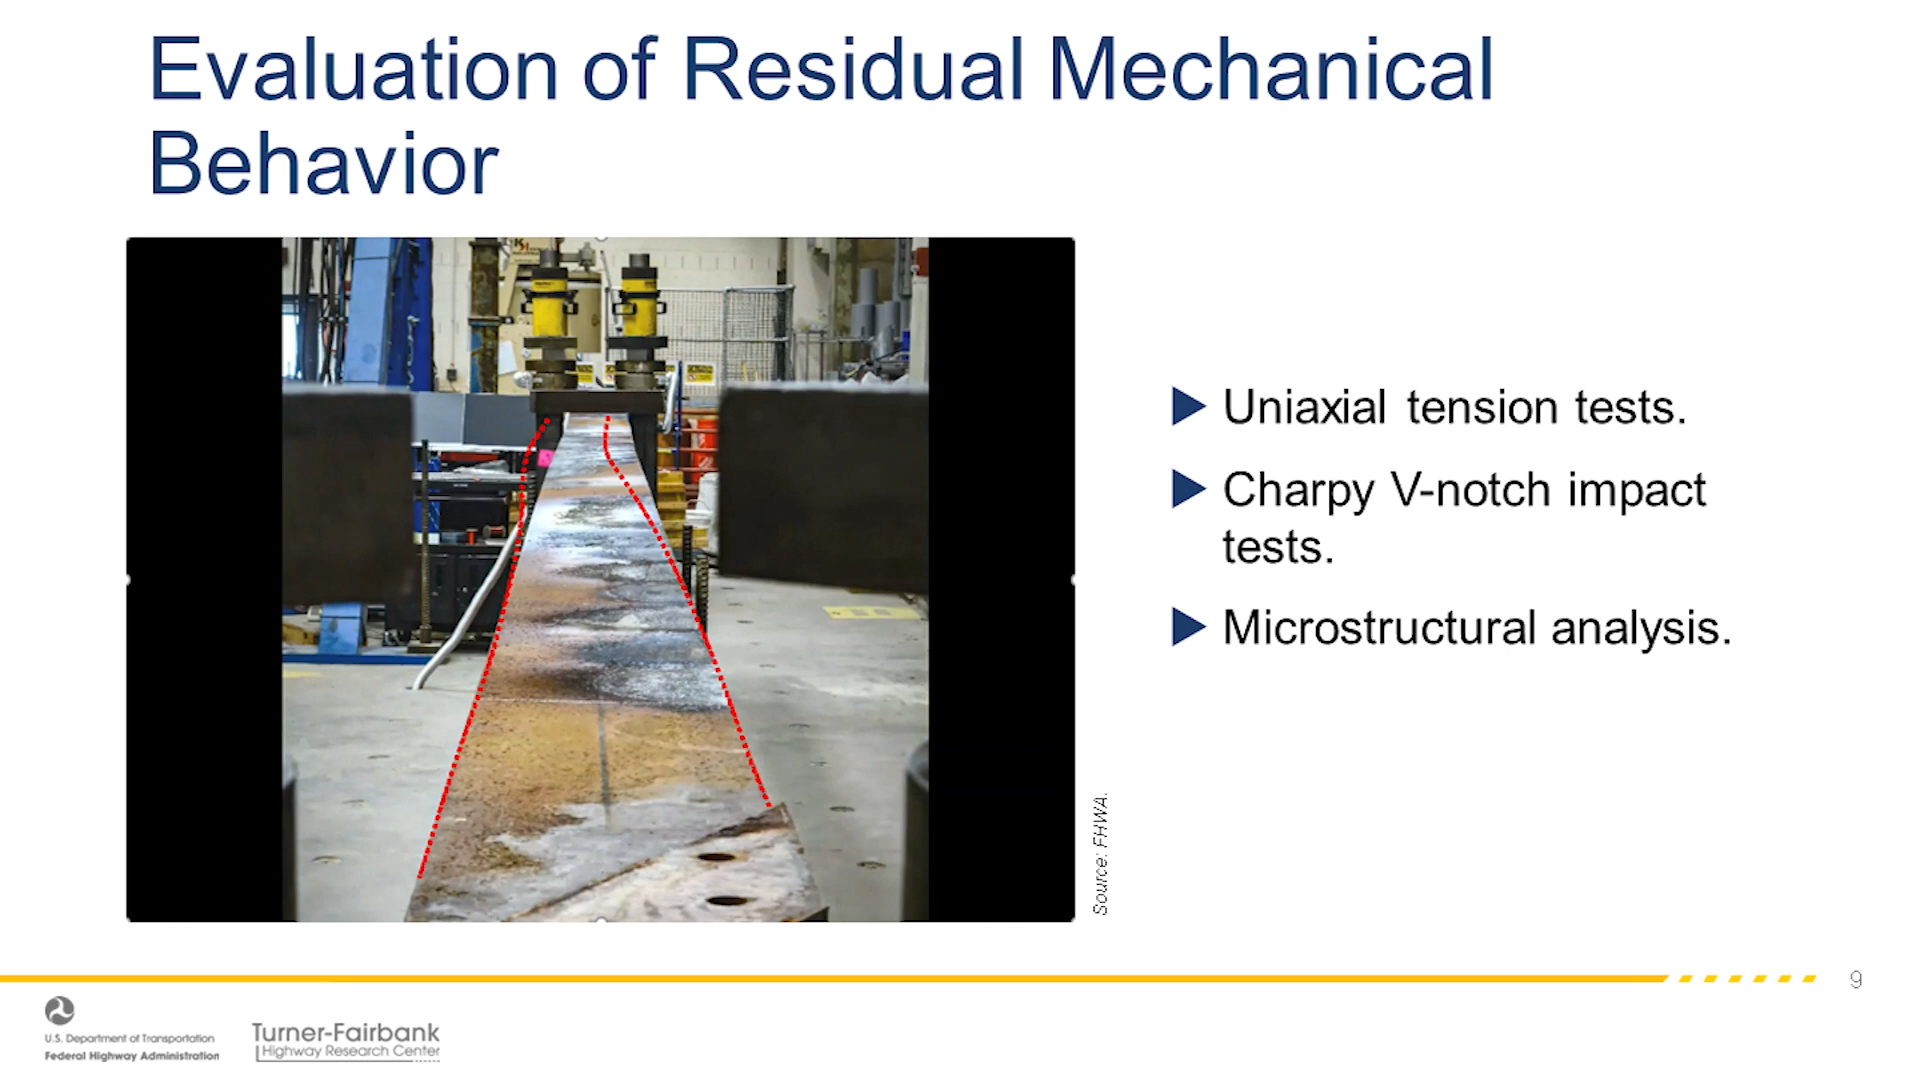 Evaluation of Residual Mechanical
Behavior
Uniaxial tension tests.
Charpy V-notch impact
tests.
Microstructural analysis.
Source: FHWA.
9
U.S. Department of Transportation
Federal Highway Administration
Turner-Fairbank
Highway Research Center